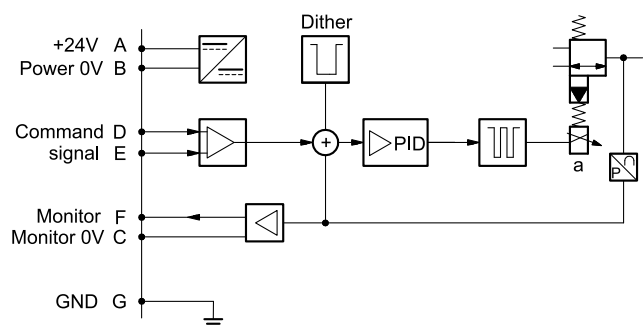 Dither
+24V A
Power 0V B
Command D
signal E
PID
a
P
Monitor F
Monitor 0V C
GND G